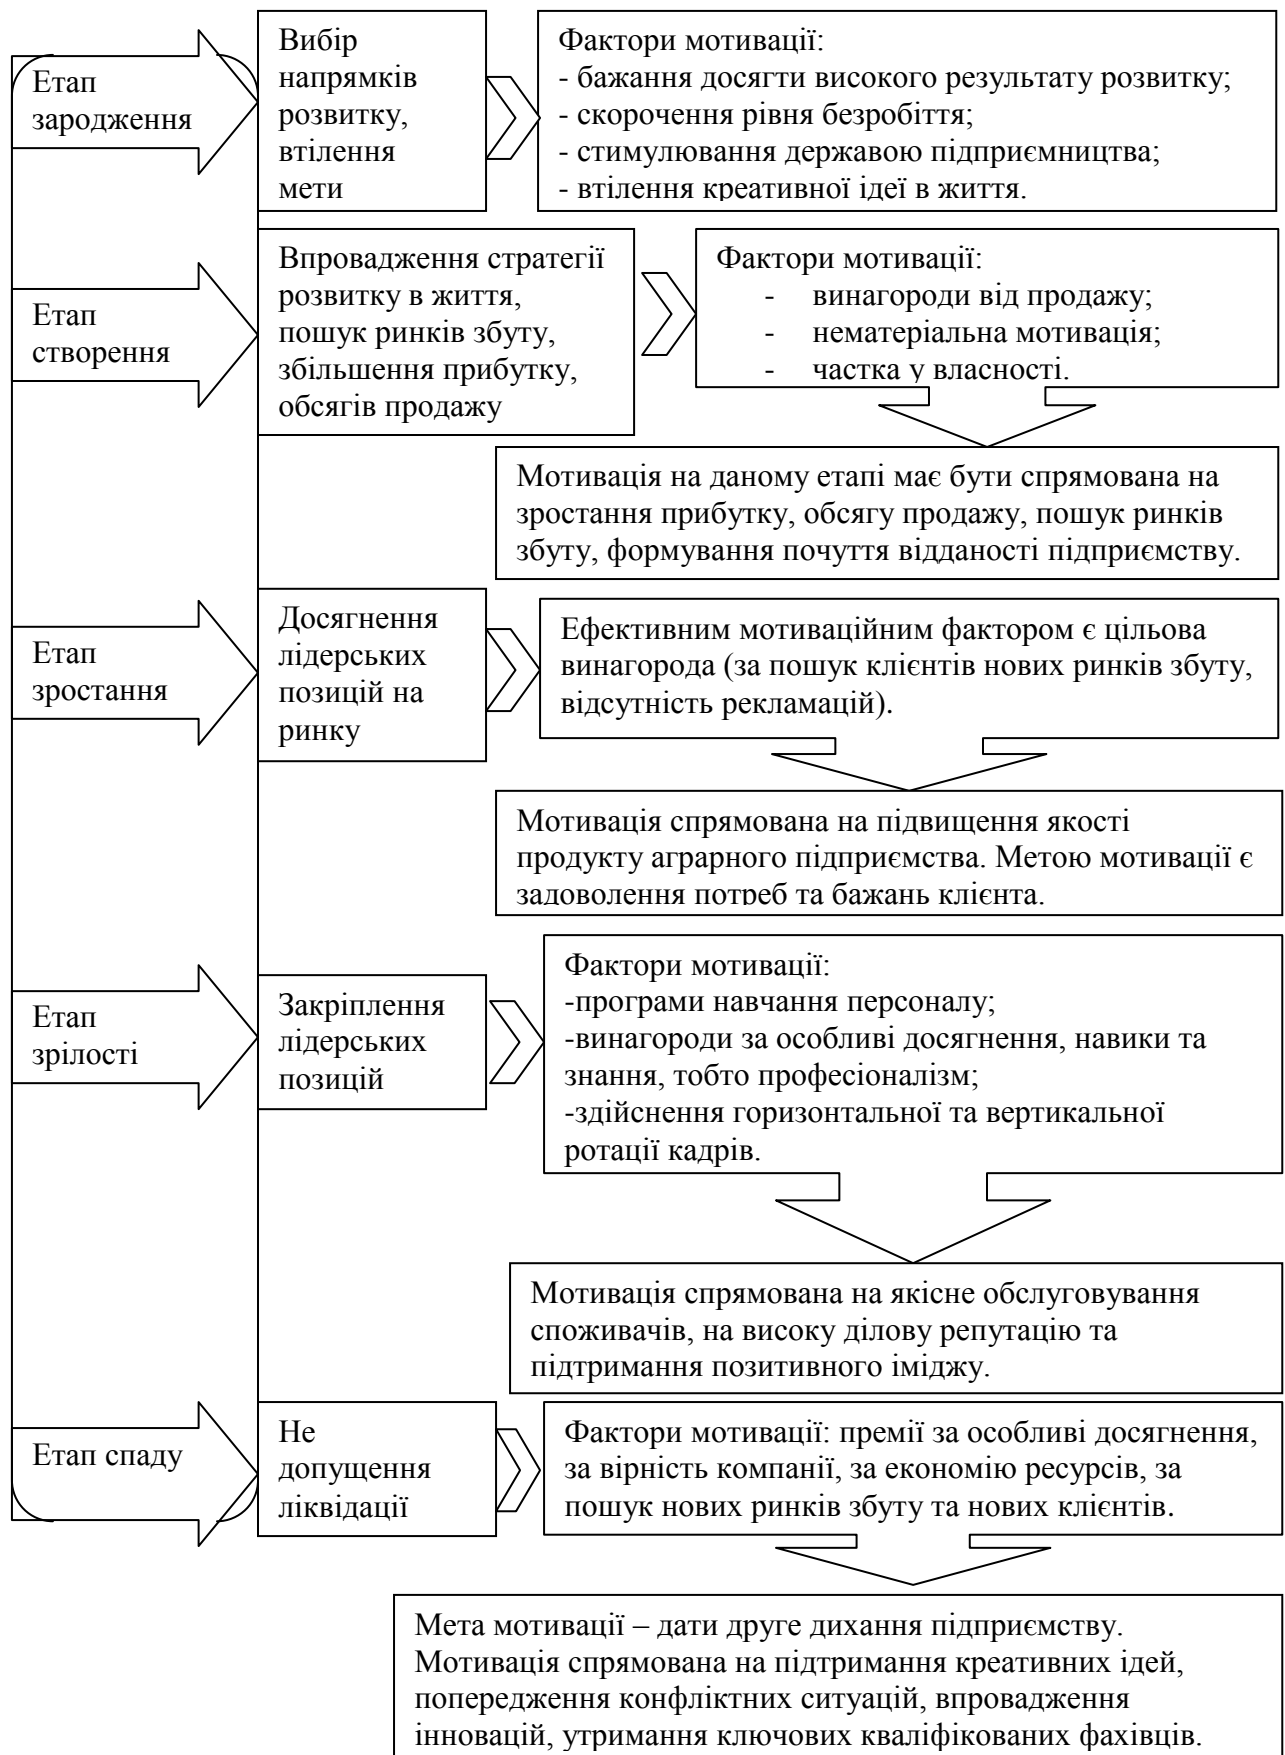 Етап
зародження
Вибір
напрямків
розвитку,
втілення
мети
Фактори мотивації:
- бажання досягти високого результату розвитку;
- скорочення рівня безробіття;
- стимулювання державою підприємництва;
- втілення креативної ідеї в життя.
Етап
створення
Впровадження стратегії
розвитку в життя,
пошук ринків збуту,
збільшення прибутку,
обсягів продажу
Фактори мотивації:
- винагороди від продажу;
- нематеріальна мотивація;
- частка у власності.
Мотивація на даному етапі має бути спрямована на
зростання прибутку, обсягу продажу, пошук ринків
збуту, формування почуття відданості підприємству.
Етап
зростання
Досягнення
лідерських
позицій на
ринку
Ефективним мотиваційним фактором є цільова
винагорода (за пошук клієнтів нових ринків збуту,
відсутність рекламацій).
Мотивація спрямована на підвищення якості
продукту аграрного підприємства. Метою мотивації є
задоволення потреб та бажань клієнта.
Етап
зрілості
Закріплення
лідерських
позицій
Фактори мотивації:
-програми навчання персоналу;
-винагороди за особливі досягнення, навики та
знання, тобто професіоналізм;
-здійснення горизонтальної та вертикальної
ротації кадрів.
Мотивація спрямована на якісне обслуговування
споживачів, на високу ділову репутацію та
підтримання позитивного іміджу.
Етап спаду
Не
допущення
ліквідації
Фактори мотивації: премії за особливі досягнення,
за вірність компанії, за економію ресурсів, за
пошук нових ринків збуту та нових клієнтів.
Мета мотивації – дати друге дихання підприємству.
Мотивація спрямована на підтримання креативних ідей,
попередження конфліктних ситуацій, впровадження
інновацій, утримання ключових кваліфікованих фахівців.